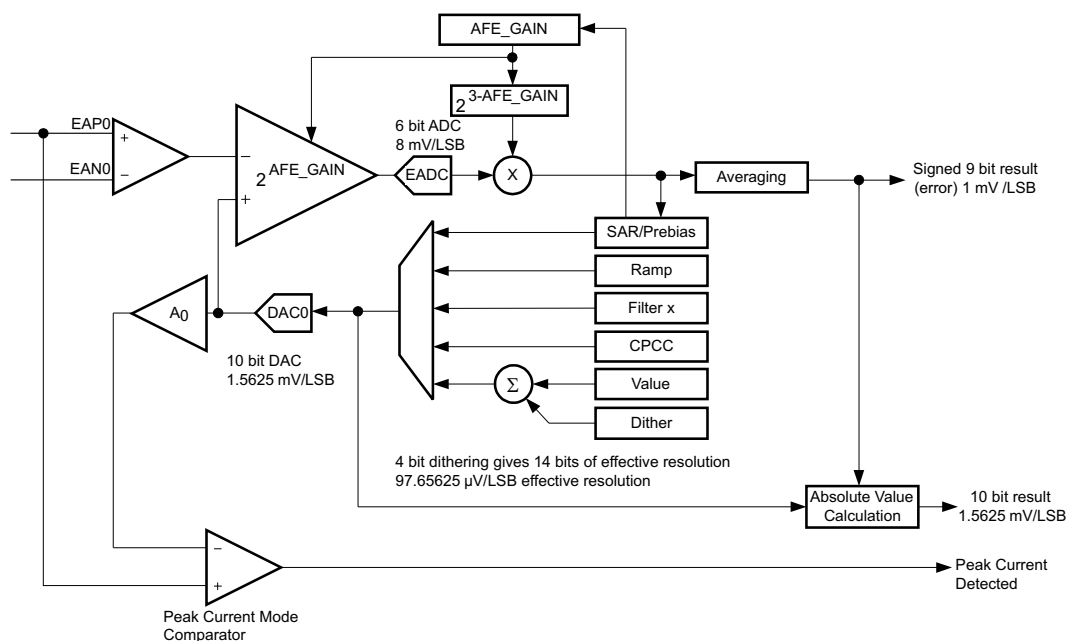 AFE_GAIN
2 3-AFE_GAIN
6 bit ADC
8 mV/LSB
EAP0
EAN0
+
−
−
+
2 AFE_GAIN
EADC
X
Averaging
Signed 9 bit result
(error) 1 mV /LSB
SAR/Prebias
Ramp
Filter x
CPCC
Value
Dither
Σ
A0
DAC0
10 bit DAC
1.5625 mV/LSB
4 bit dithering gives 14 bits of effective resolution
97.65625 μV/LSB effective resolution
Absolute Value
Calculation
10 bit result
1.5625 mV/LSB
−
+
Peak Current
Detected
Peak Current Mode
Comparator